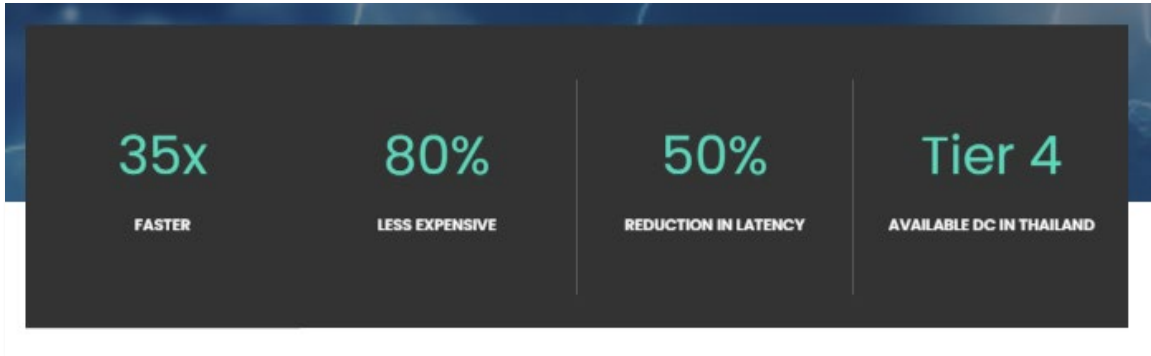 35x
80%
50%
Tier 4
FASTER
LESS EXPENSIVE
REDUCTION IN LATENCY
AVAILABLE DC IN THAILAND